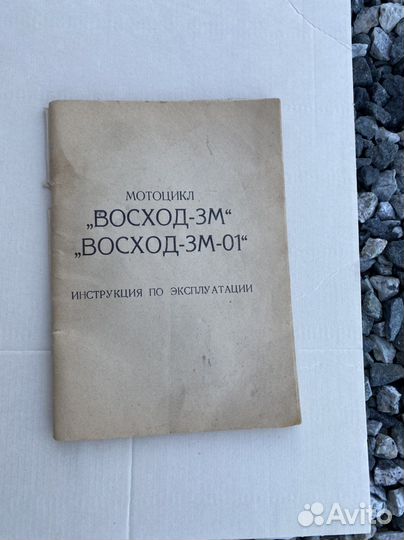 МОТОЦИКЛ
„ВОСХОД-3М“
„ВОСХОД-3М-01“
ИНСТРУКЦИЯ ПО ЭКСПЛУАТАЦИИ
Avito